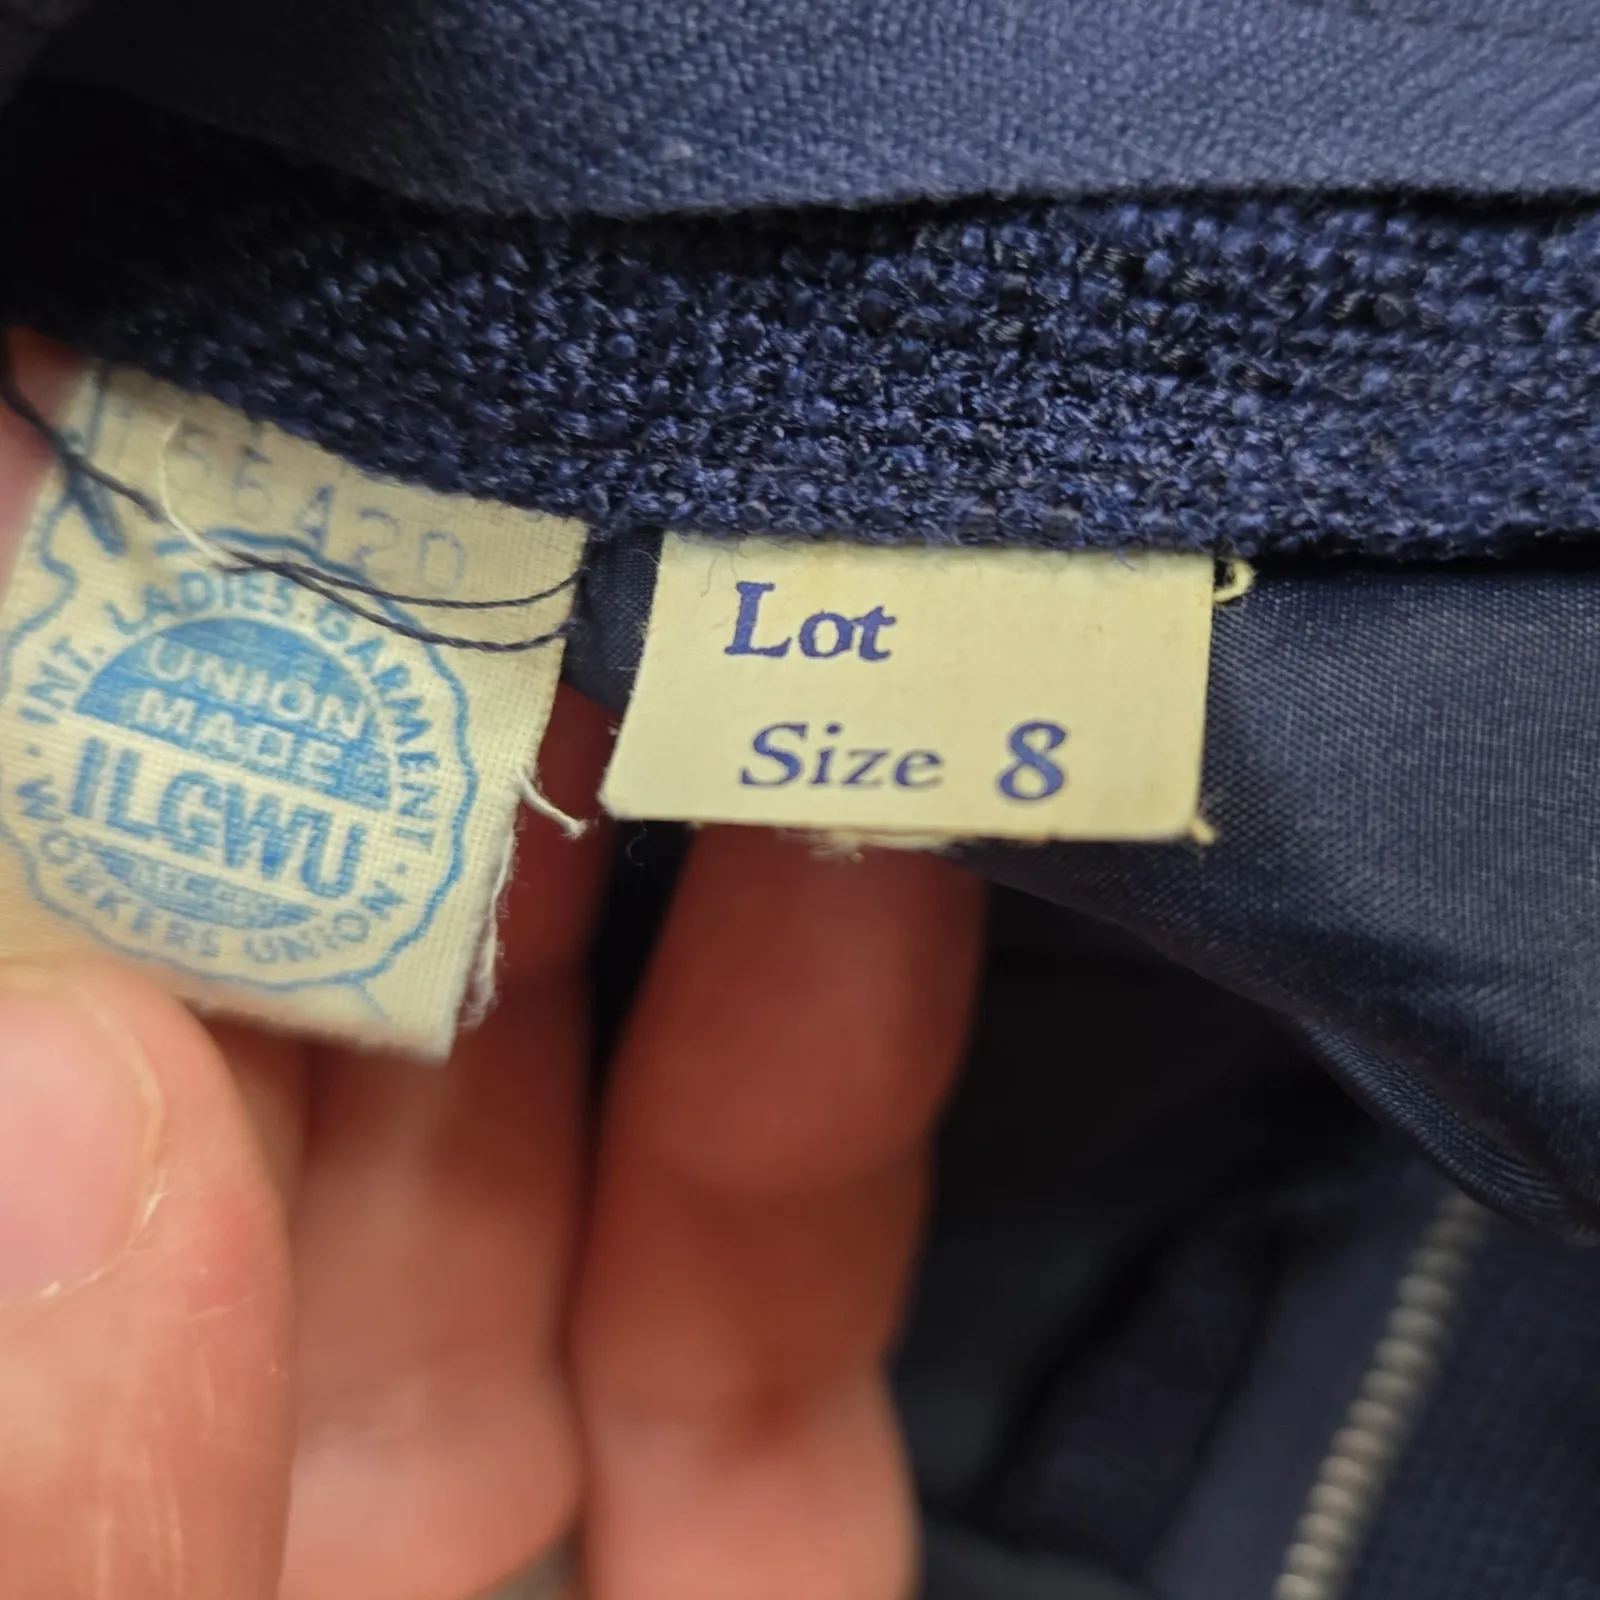 INT. LADIES GARMENT
UNION
MADE
ILGWU
WORKERS UNION
Lot
Size 8